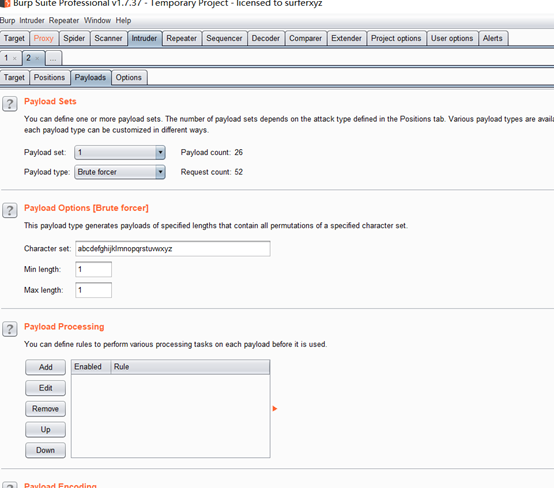 Burp Suite Professional v1.7.37 - Temporary Project - licensed to surferxyz
Burp Intruder Repeater Window Help
Target Proxy Spider Scanner Intruder Repeater Sequencer Decoder Comparer Extender Project options User options Alerts
1 × 2 × ...
Target Positions Payloads Options
? Payload Sets
You can define one or more payload sets. The number of payload sets depends on the attack type defined in the Positions tab. Various payload types are avail
each payload type can be customized in different ways.
Payload set: 1 Payload count: 26
Payload type: Brute forcer Request count: 52
? Payload Options [Brute forcer]
This payload type generates payloads of specified lengths that contain all permutations of a specified character set.
Character set: abcdefghijklmnopqrstuvwxyz
Min length: 1
Max length: 1
? Payload Processing
You can define rules to perform various processing tasks on each payload before it is used.
Add Enabled Rule
Edit
Remove
Up
Down
? Payload Encoding